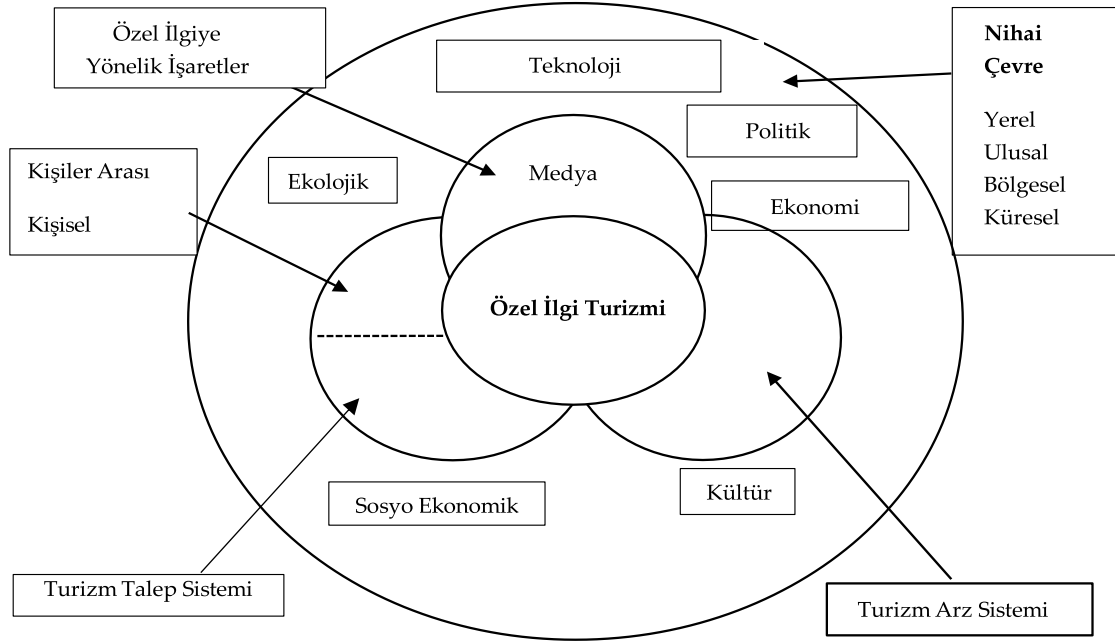 Özel İlgiye
Yönelik İşaretler
Teknoloji
Nihai
Çevre
Yerel
Ulusal
Bölgesel
Küresel
Politik
Kişiler Arası
Kişisel
Ekolojik
Medya
Ekonomi
Özel İlgi Turizmi
Sosyo Ekonomik
Kültür
Turizm Talep Sistemi
Turizm Arz Sistemi